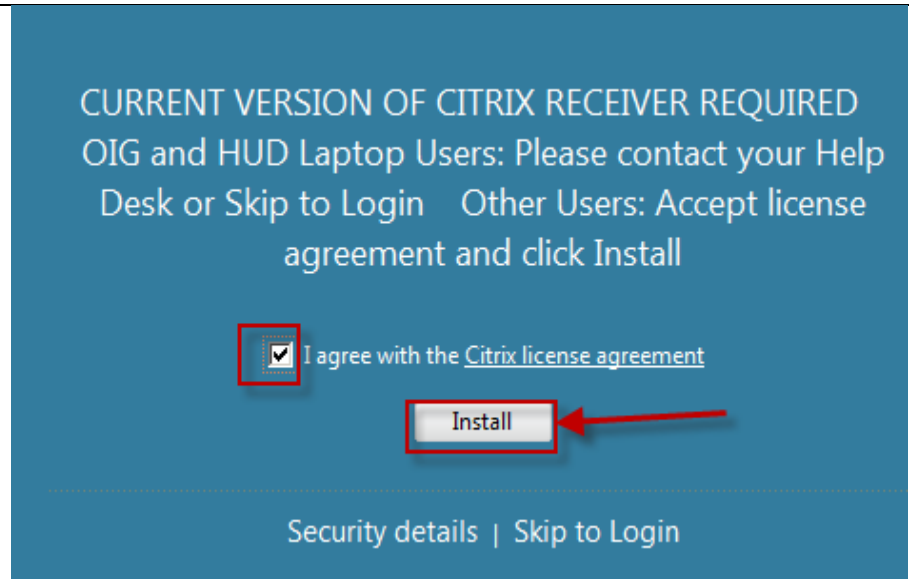 CURRENT VERSION OF CITRIX RECEIVER REQUIRED
OIG and HUD Laptop Users: Please contact your Help
Desk or Skip to Login    Other Users: Accept license
agreement and click Install
I agree with the Citrix license agreement
Install
Security details | Skip to Login